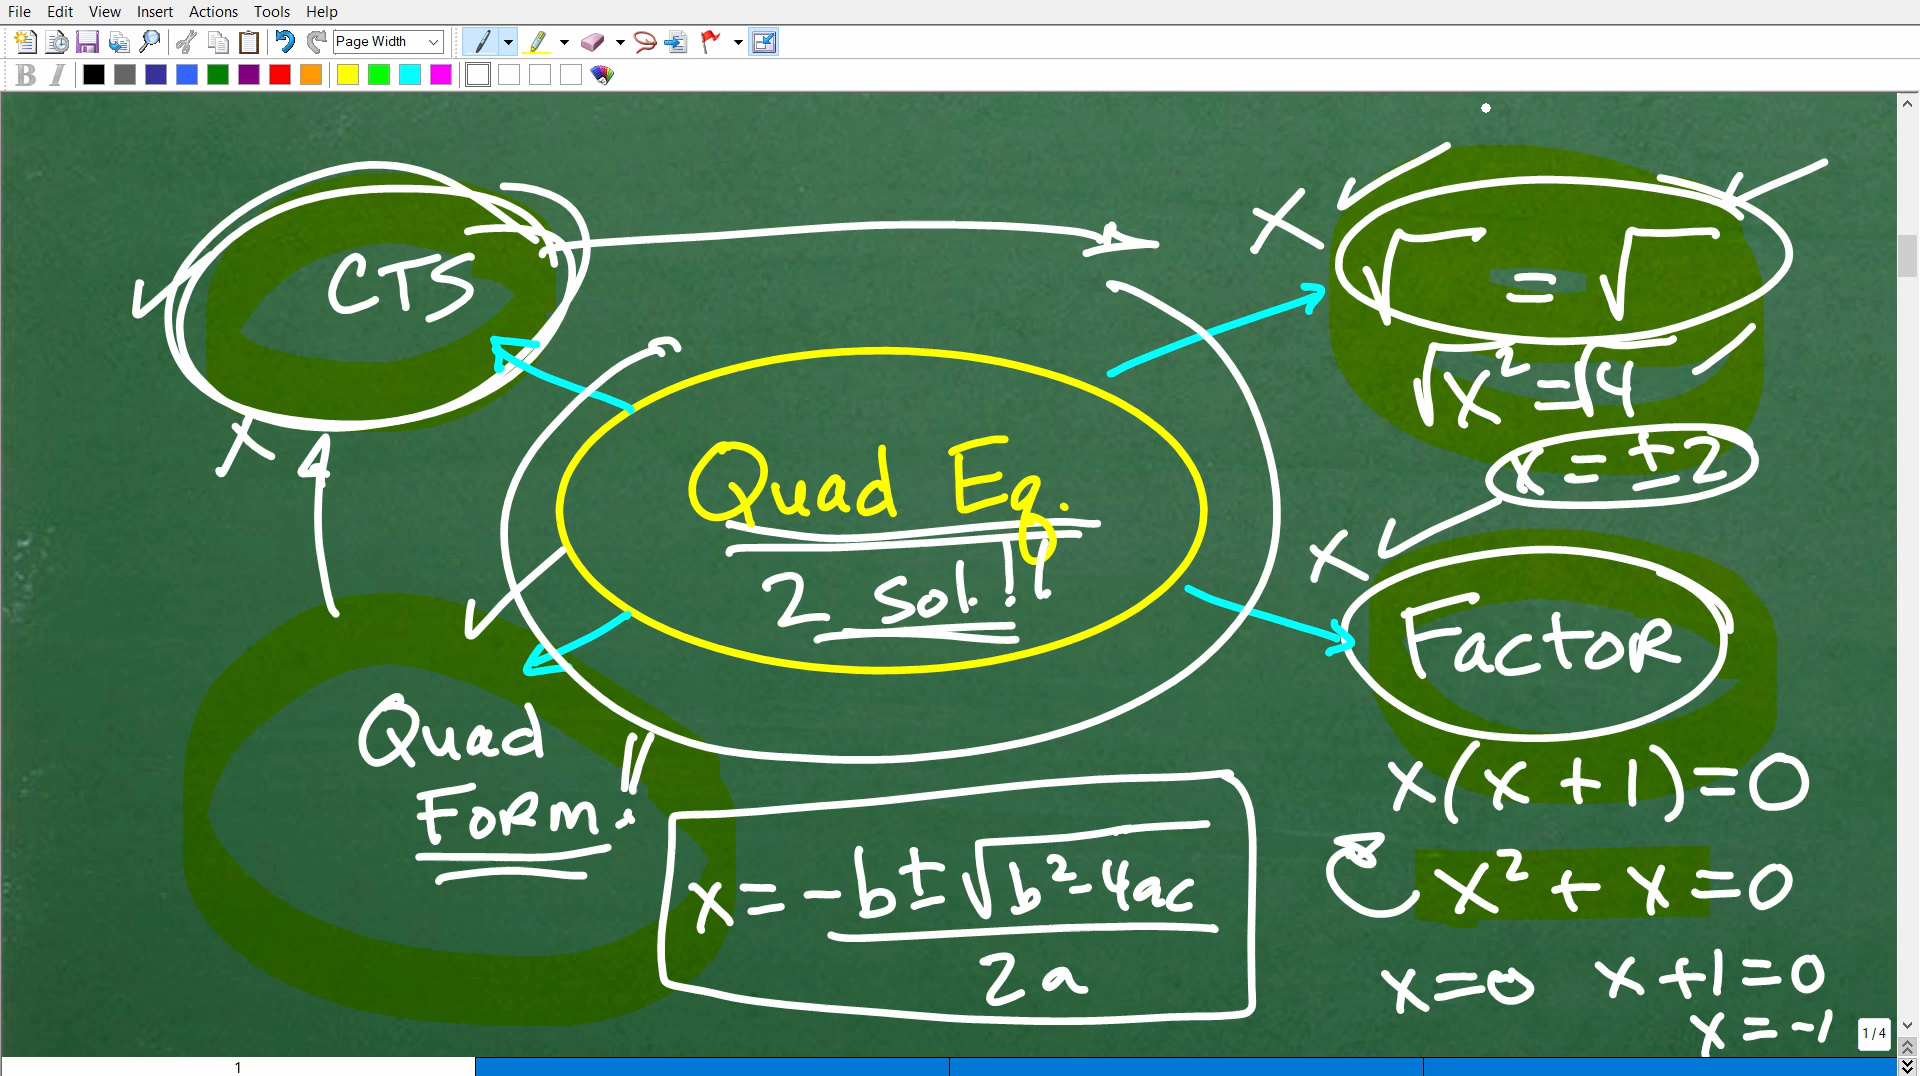 File Edit View Insert Actions Tools Help
Page Width
B I
CTS
√ = √
√x² = √4
x = ±2
Quad Eq.
2 sol.!!
Factor
x(x + 1) = 0
x² + x = 0
x = 0 x + 1 = 0
x = -1
Quad
Form!!
x = -b ± √b² - 4ac
2a
1 / 4
1